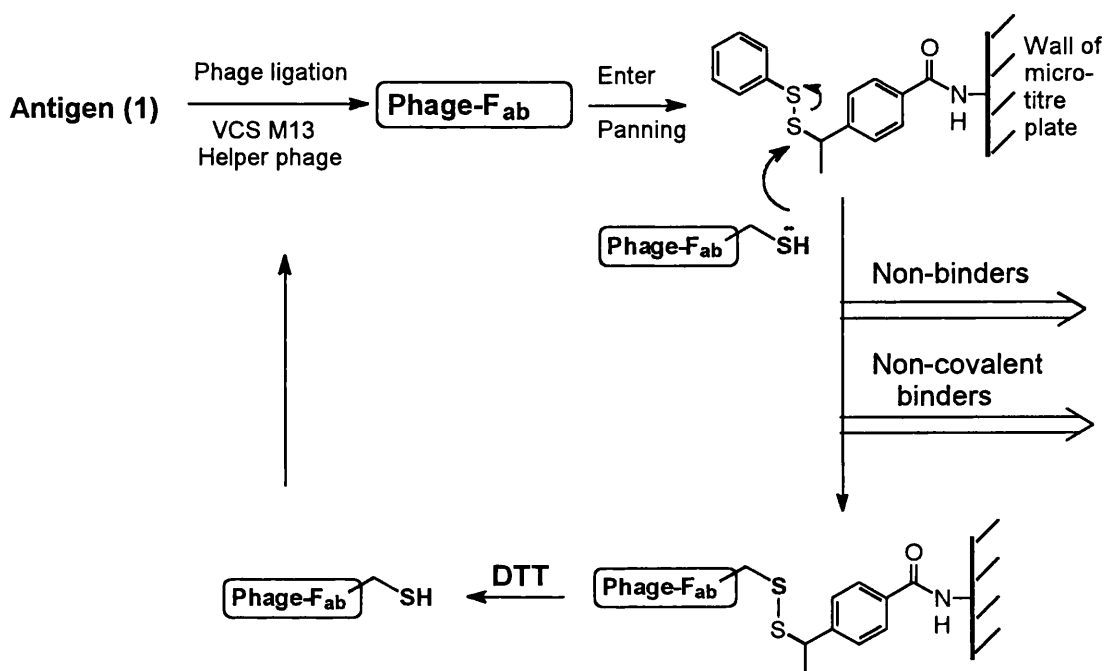 Antigen (1)
Phage ligation
VCS M13
Helper phage
Phage-Fab
Enter
Panning
S
S
O
N
H
Wall of
micro-
titre
plate
Phage-Fab
SH
Non-binders
Non-covalent
binders
Phage-Fab
SH
DTT
Phage-Fab
S
S
O
N
H